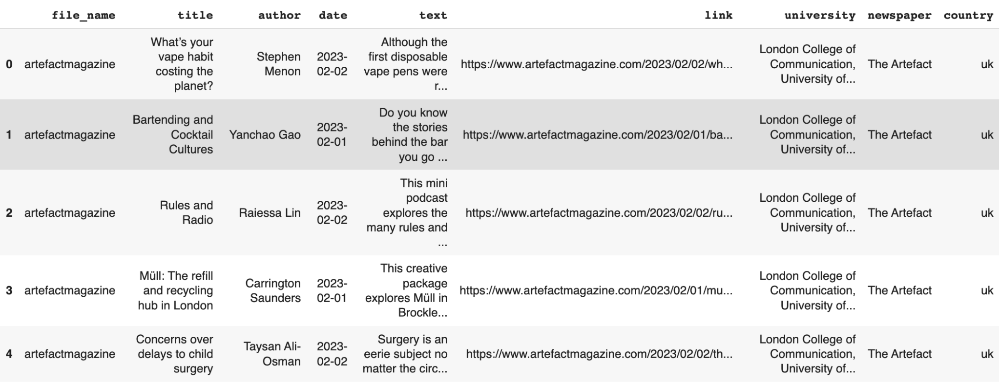 file_name title author date text link university newspaper country
0 artefactmagazine What’s your vape habit costing the planet? Stephen Menon 2023-02-02 Although the first disposable vape pens were r... https://www.artefactmagazine.com/2023/02/02/wh... London College of Communication, University of... The Artefact uk
1 artefactmagazine Bartending and Cocktail Cultures Yanchao Gao 2023-02-01 Do you know the stories behind the bar you go ... https://www.artefactmagazine.com/2023/02/01/ba... London College of Communication, University of... The Artefact uk
2 artefactmagazine Rules and Radio Raiessa Lin 2023-02-02 This mini podcast explores the many rules and ... https://www.artefactmagazine.com/2023/02/02/ru... London College of Communication, University of... The Artefact uk
3 artefactmagazine Müll: The refill and recycling hub in London Carrington Saunders 2023-02-01 This creative package explores Müll in Brockle... https://www.artefactmagazine.com/2023/02/01/mu... London College of Communication, University of... The Artefact uk
4 artefactmagazine Concerns over delays to child surgery Taysan Ali-Osman 2023-02-02 Surgery is an eerie subject no matter the circ... https://www.artefactmagazine.com/2023/02/02/th... London College of Communication, University of... The Artefact uk